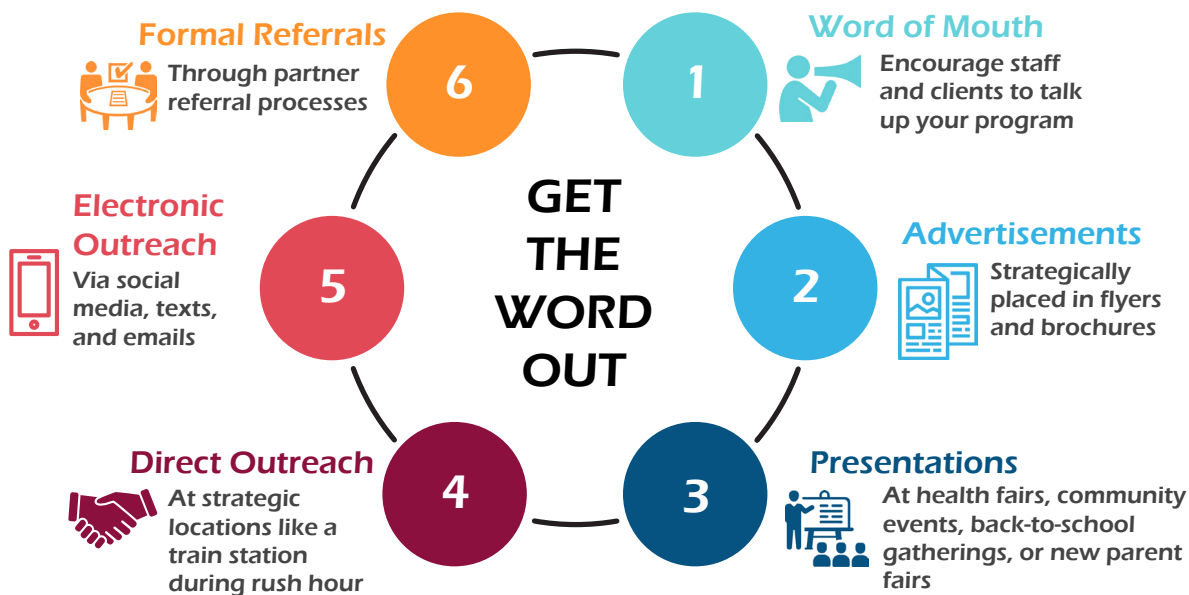 GET
THE
WORD
OUT
1
Word of Mouth
Encourage staff
and clients to talk
up your program
2
Advertisements
Strategically
placed in flyers
and brochures
3
Presentations
At health fairs, community
events, back-to-school
gatherings, or new parent
fairs
4
Direct Outreach
At strategic
locations like a
train station
during rush hour
5
Electronic
Outreach
Via social
media, texts,
and emails
6
Formal Referrals
Through partner
referral processes